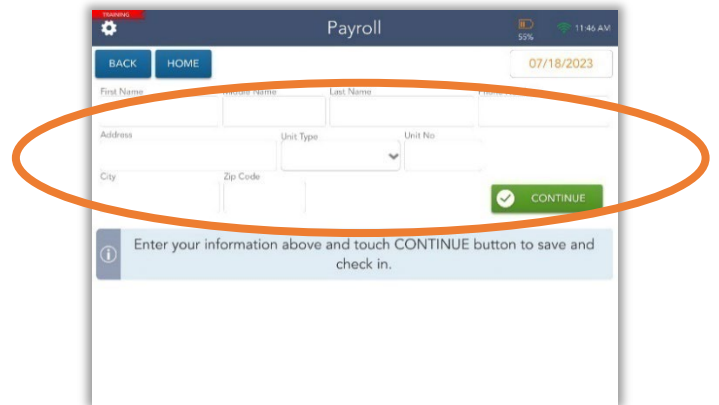 TRAINING
Payroll
55%
11:46 AM
BACK HOME
07/18/2023
First Name Middle Name Last Name
Address Unit Type Unit No
City Zip Code
CONTINUE
Enter your information above and touch CONTINUE button to save and
check in.